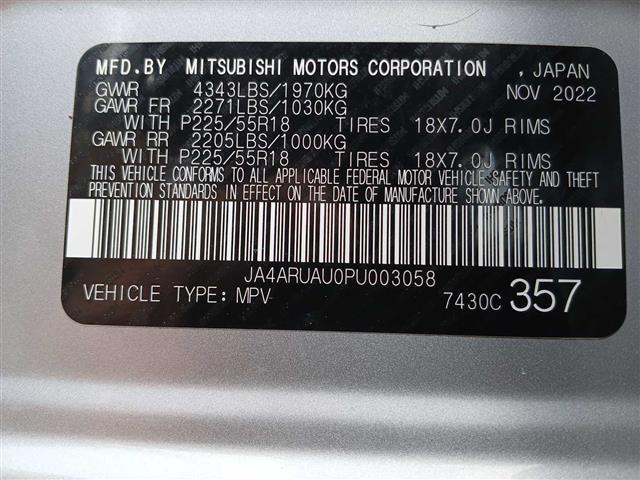 MFD.BY MITSUBISHI MOTORS CORPORATION , JAPAN
GVWR 4343LBS/1970KG NOV 2022
GAWR FR 2271LBS/1030KG
WITH P225/55R18 TIRES 18X7.0J RIMS
GAWR RR 2205LBS/1000KG
WITH P225/55R18 TIRES 18X7.0J RIMS
THIS VEHICLE CONFORMS TO ALL APPLICABLE FEDERAL MOTOR VEHICLE SAFETY AND THEFT
PREVENTION STANDARDS IN EFFECT ON THE DATE OF MANUFACTURE SHOWN ABOVE.
JA4ARUAU0PU003058
VEHICLE TYPE: MPV 7430C 357